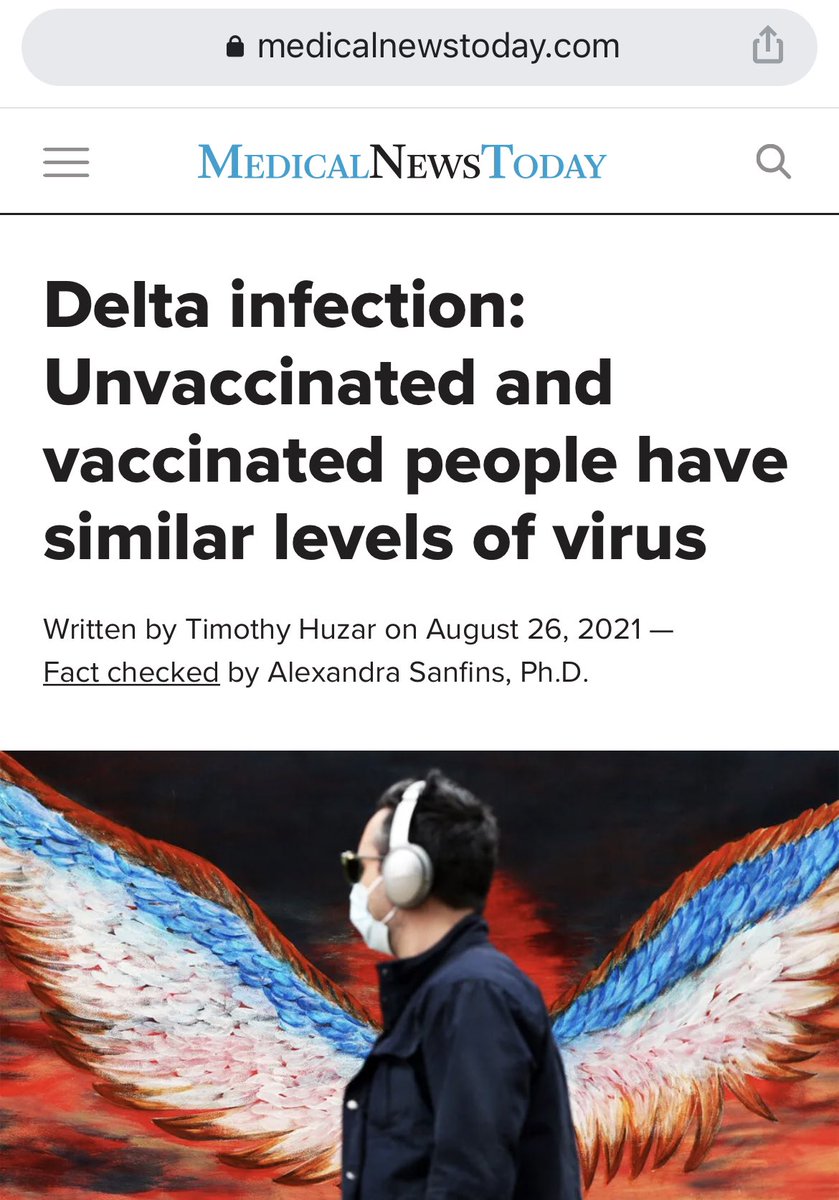 medicalnewstoday.com
MEDICALNEWSTODAY
Delta infection:
Unvaccinated and
vaccinated people have
similar levels of virus
Written by Timothy Huzar on August 26, 2021 —
Fact checked by Alexandra Sanfins, Ph.D.